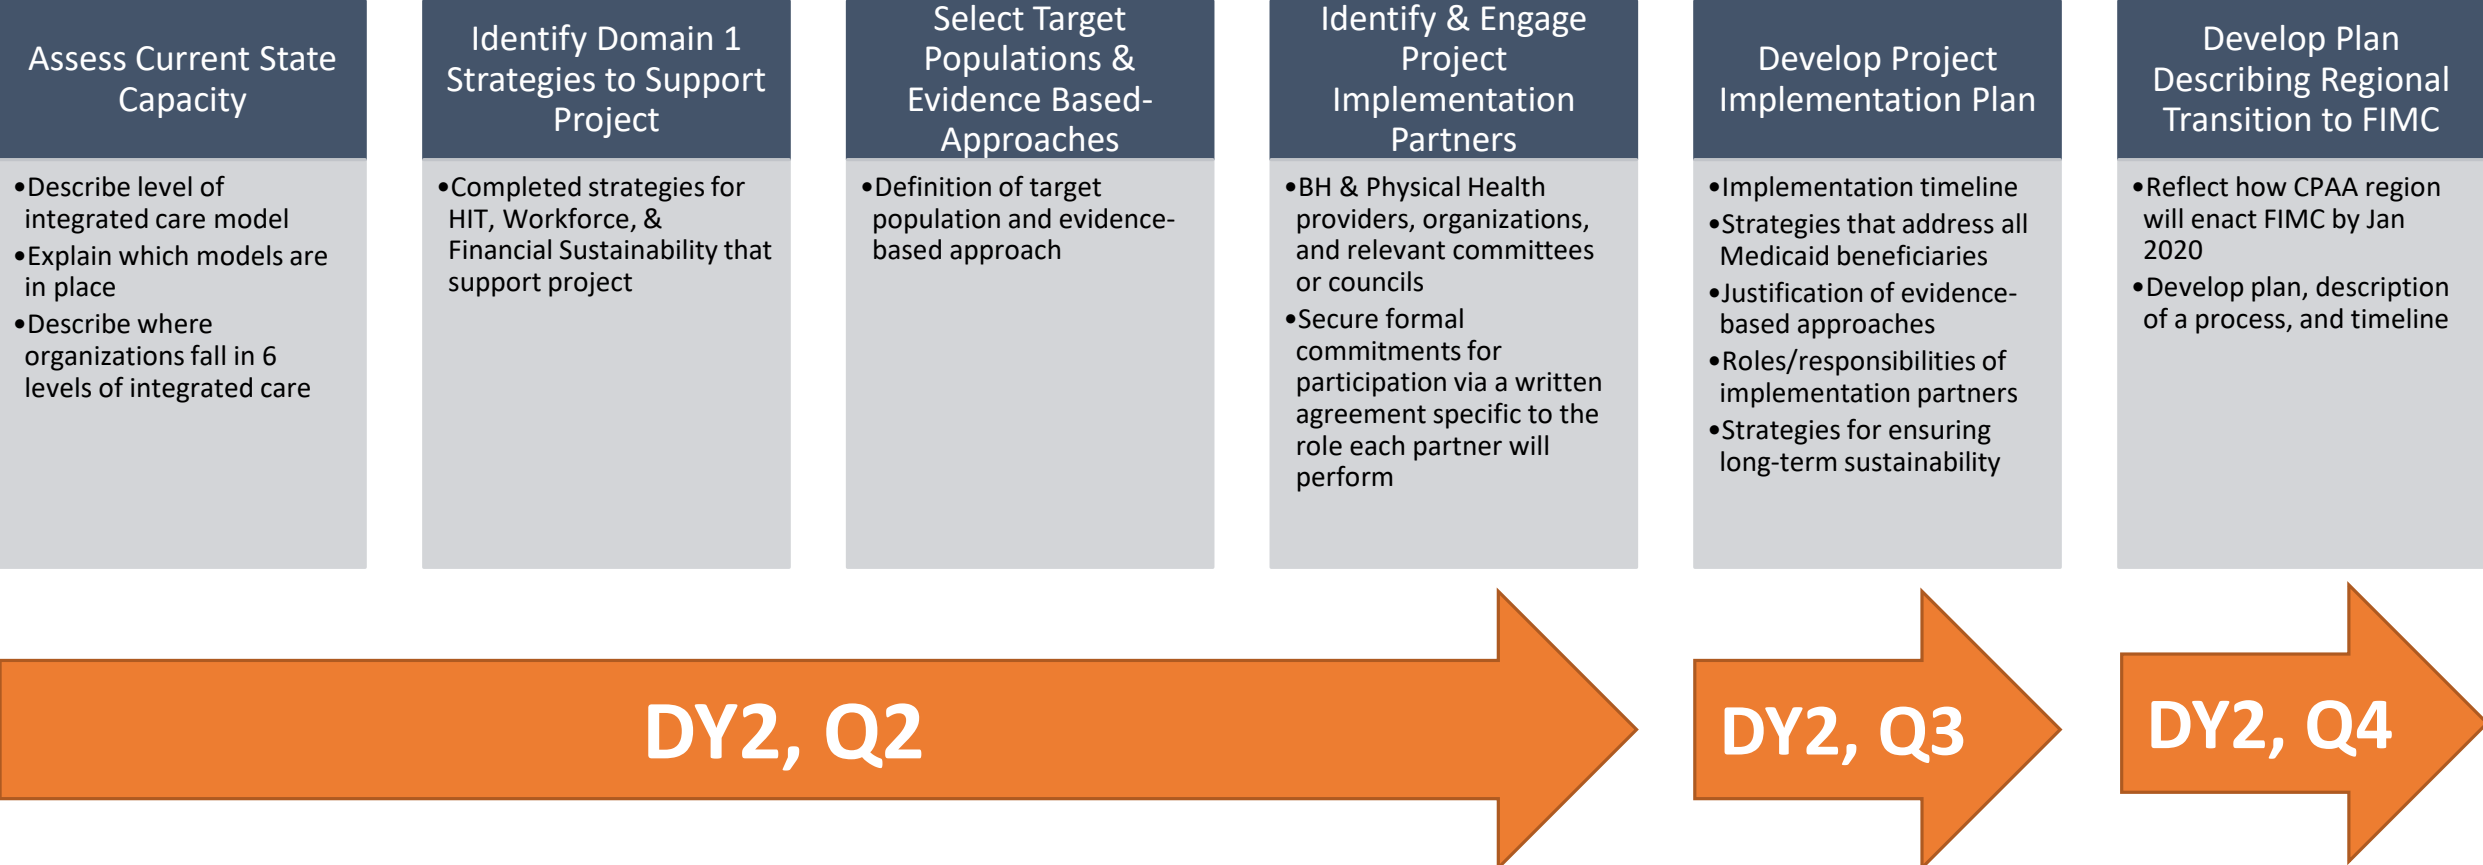 Assess Current State
Capacity
•Describe level of
integrated care model
•Explain which models are
in place
•Describe where
organizations fall in 6
levels of integrated care
Identify Domain 1
Strategies to Support
Project
•Completed strategies for
HIT, Workforce, &
Financial Sustainability that
support project
Select Target
Populations &
Evidence Based-
Approaches
•Definition of target
population and evidence-
based approach
Identify & Engage
Project
Implementation
Partners
•BH & Physical Health
providers, organizations,
and relevant committees
or councils
•Secure formal
commitments for
participation via a written
agreement specific to the
role each partner will
perform
Develop Project
Implementation Plan
•Implementation timeline
•Strategies that address all
Medicaid beneficiaries
•Justification of evidence-
based approaches
•Roles/responsibilities of
implementation partners
•Strategies for ensuring
long-term sustainability
Develop Plan
Describing Regional
Transition to FIMC
•Reflect how CPAA region
will enact FIMC by Jan
2020
•Develop plan, description
of a process, and timeline
DY2, Q2
DY2, Q3
DY2, Q4